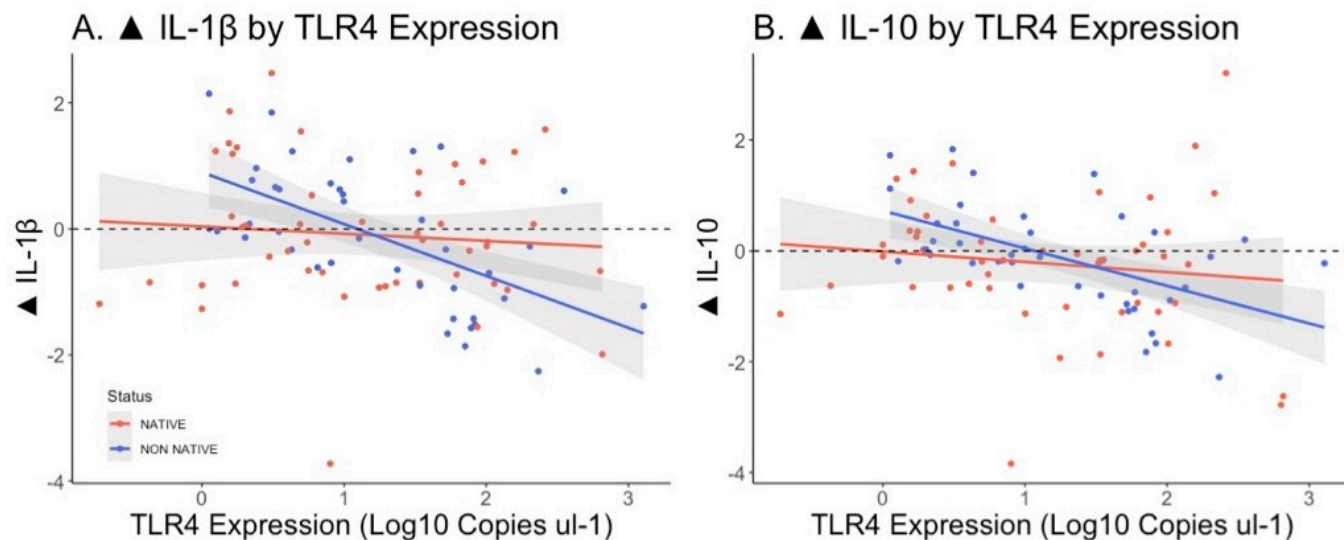 A. ▲ IL-1β by TLR4 Expression
▲ IL-1β
2
0
-2
-4
Status
NATIVE
NON NATIVE
0 1 2 3
TLR4 Expression (Log10 Copies ul-1)
B. ▲ IL-10 by TLR4 Expression
▲ IL-10
2
0
-2
-4
0 1 2 3
TLR4 Expression (Log10 Copies ul-1)